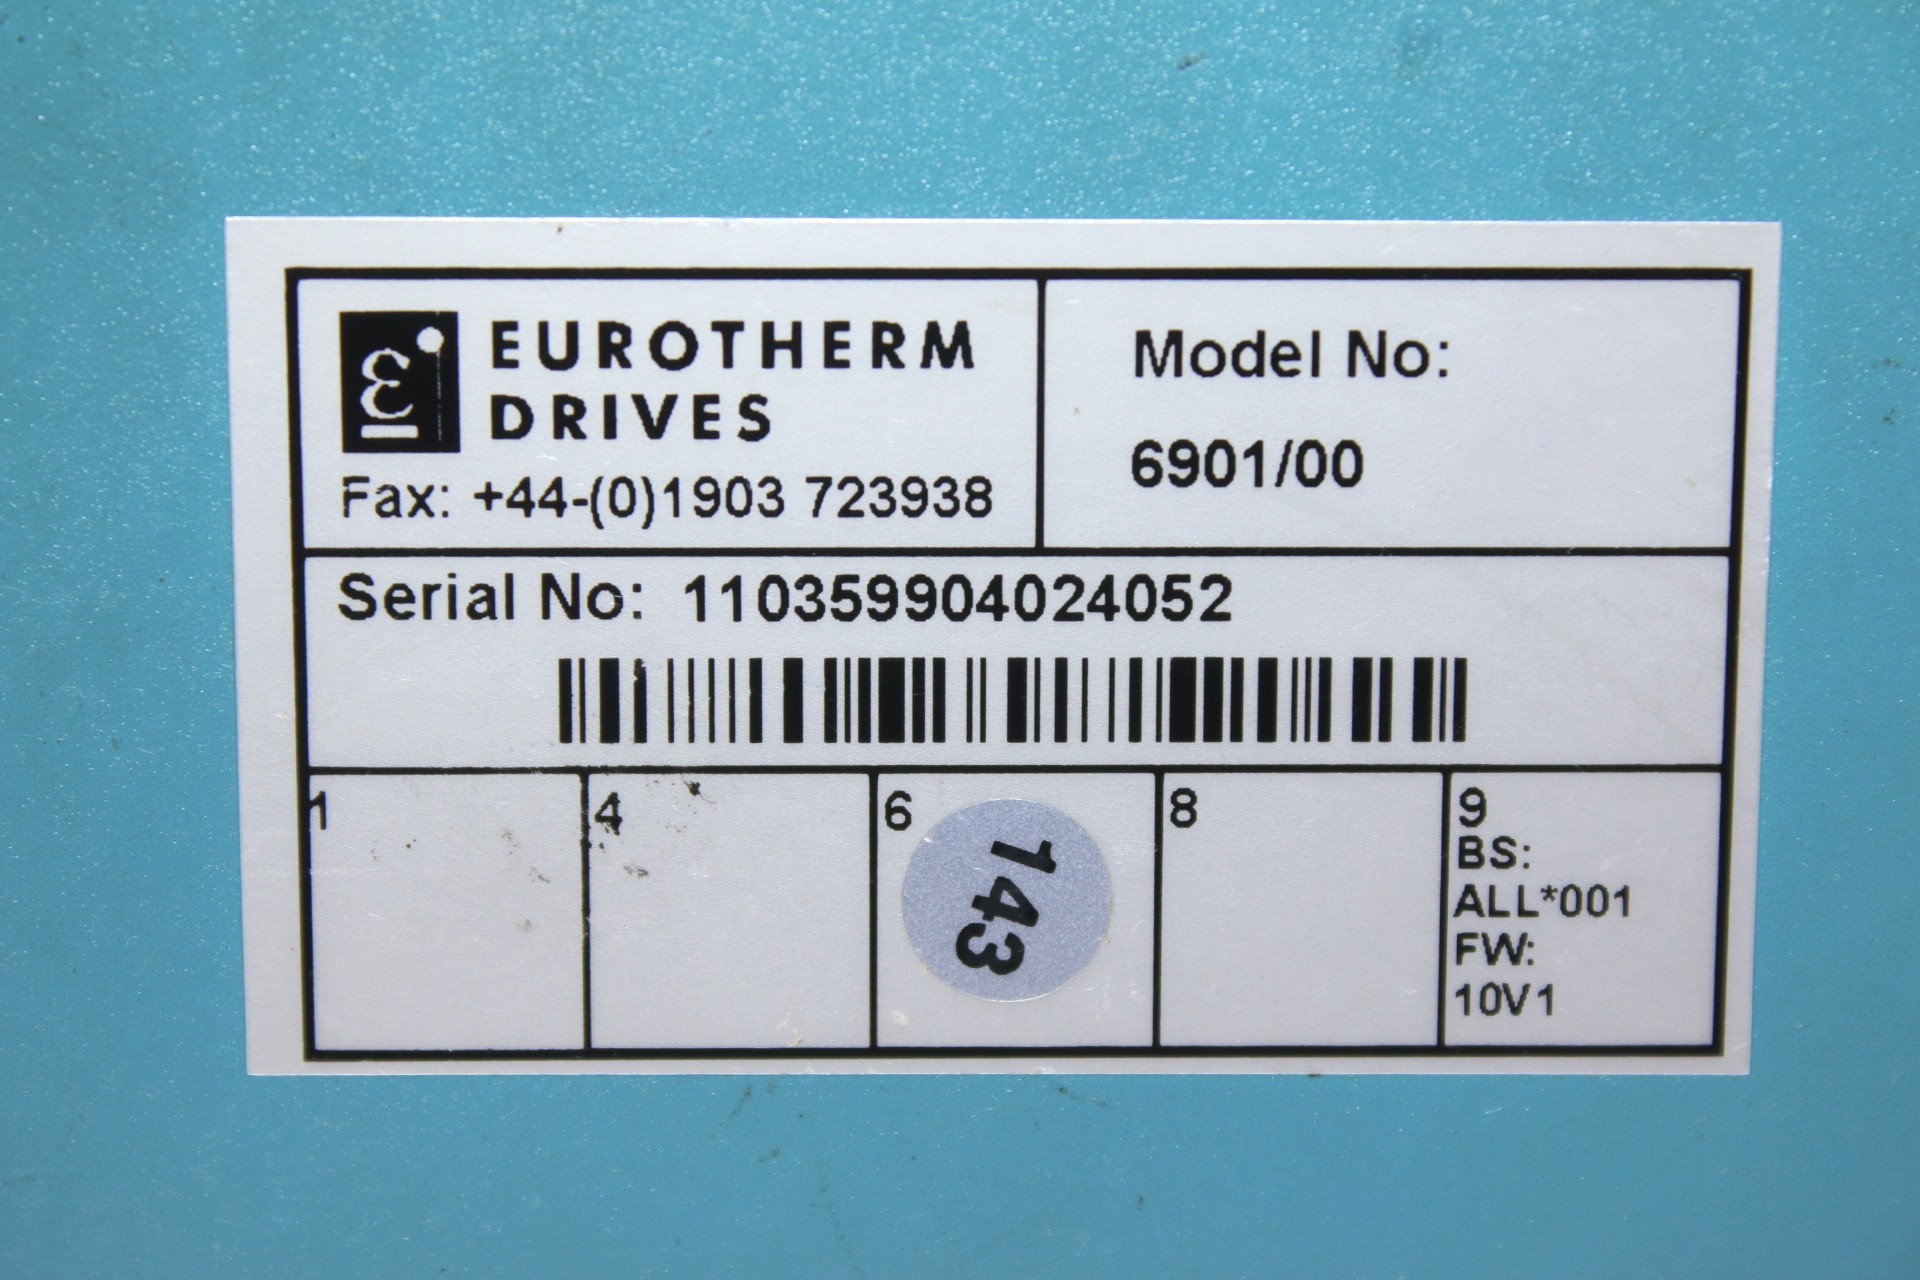 EUROTHERM
DRIVES
Fax: +44-(0)1903 723938
Model No:
6901/00
Serial No: 110359904024052
1
4
6
143
8
9
BS:
ALL*001
FW:
10V1